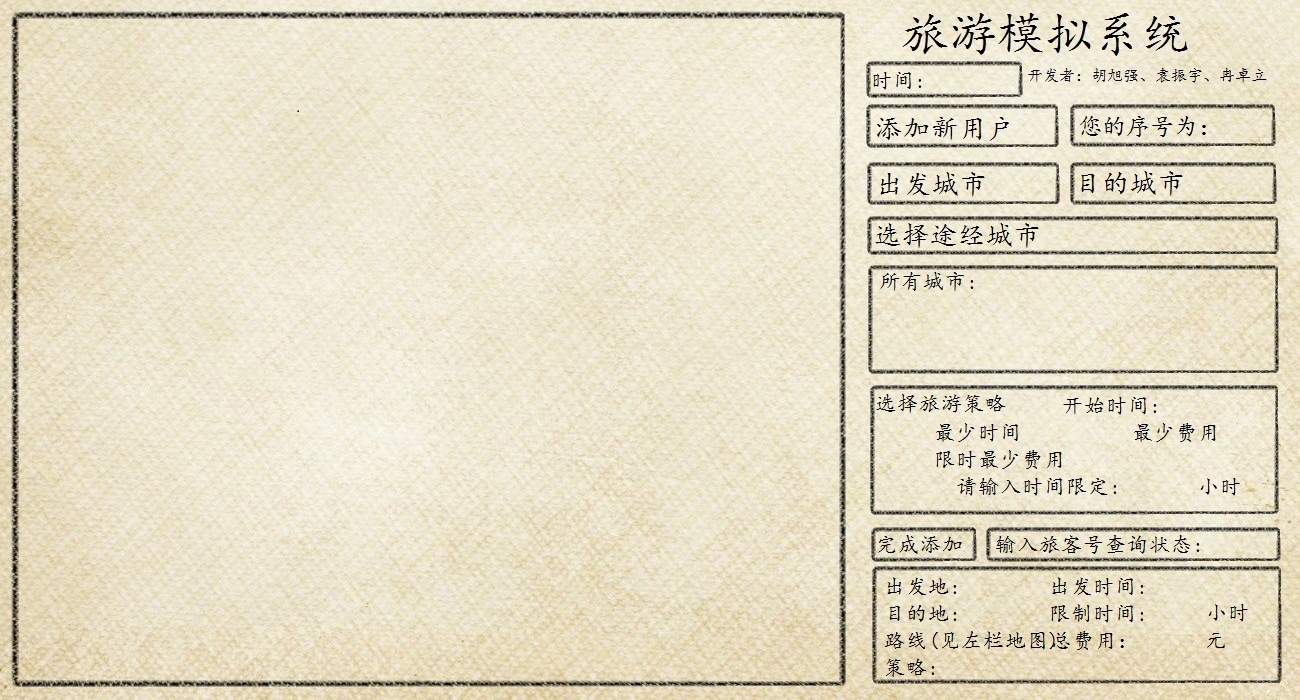 旅游模拟系统
时间: 开发者: 胡旭强、袁振宇、冉卓立
添加新用户 您的序号为:
出发城市 目的城市
选择途经城市
所有城市:
选择旅游策略 开始时间:
最少时间 最少费用
限时最少费用
请输入时间限定: 小时
完成添加 输入旅客号查询状态:
出发地: 出发时间:
目的地: 限制时间: 小时
路线(见左栏地图)总费用: 元
策略: